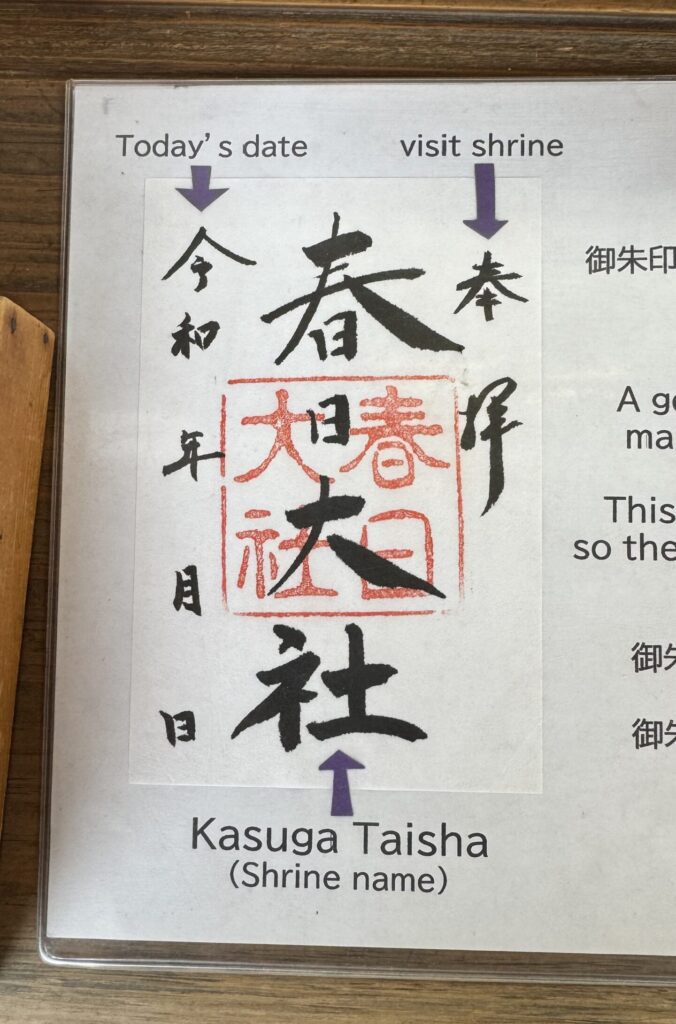 Today's date
visit shrine
奉拝
春日大社
令和 年 月 日
春日
大社
御朱印
A g
ma
This
so the
御朱
御朱
Kasuga Taisha
(Shrine name)